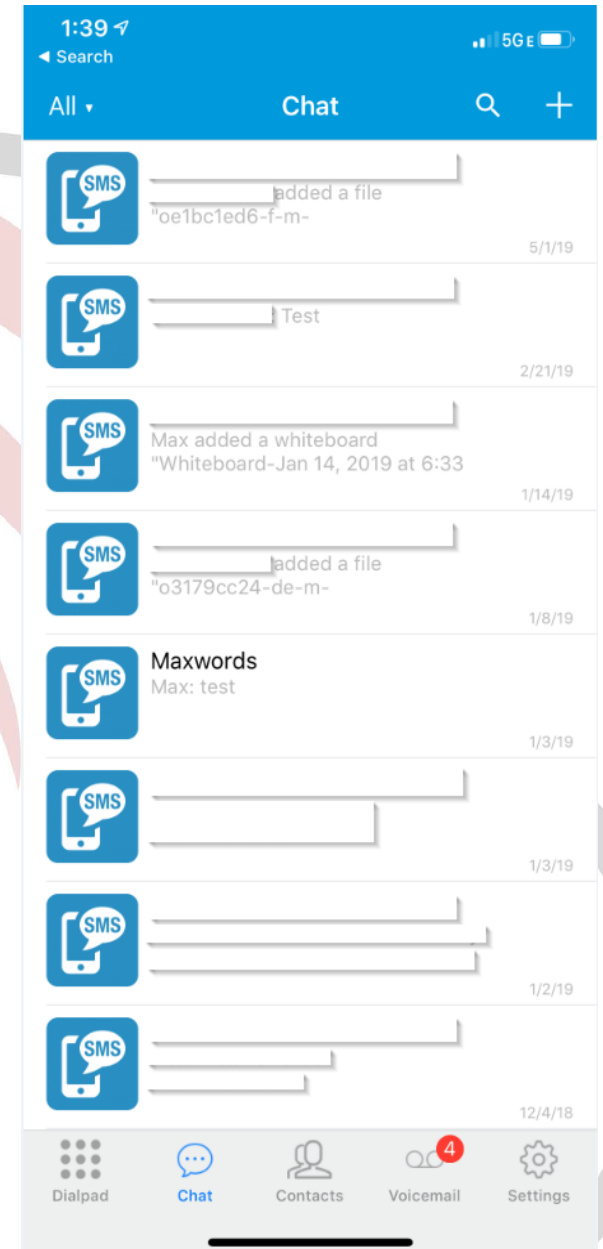 1:39
5G E
◀ Search
All ▾
Chat
SMS
added a file
"oe1bc1ed6-f-m-
5/1/19
SMS
: Test
2/21/19
SMS
Max added a whiteboard
"Whiteboard-Jan 14, 2019 at 6:33
1/14/19
SMS
added a file
"o3179cc24-de-m-
1/8/19
SMS
Maxwords
Max: test
1/3/19
SMS
1/3/19
SMS
1/2/19
SMS
12/4/18
4
Dialpad
Chat
Contacts
Voicemail
Settings